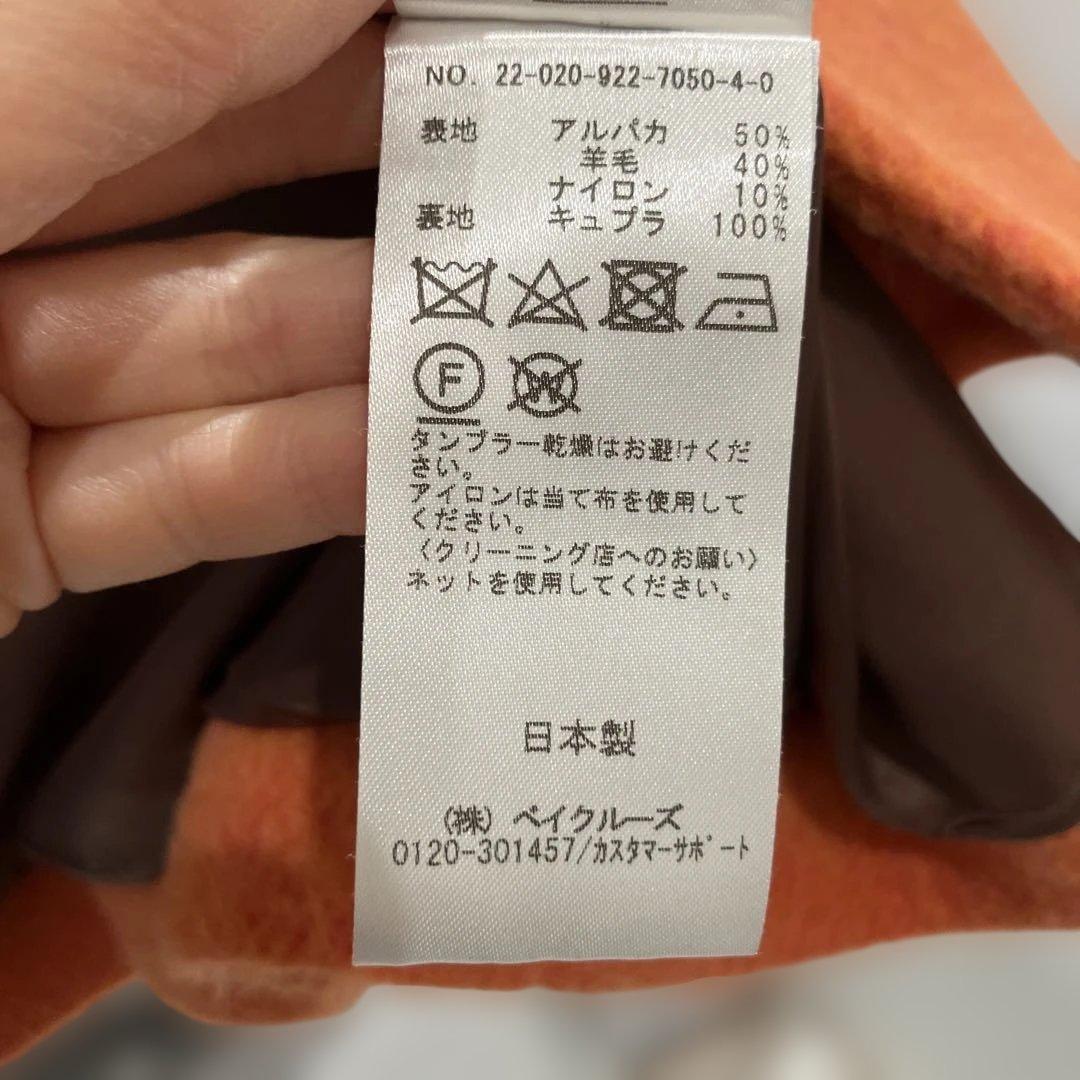 NO. 22-020-922-7050-4-0
表地 アルパカ 50%
羊毛 40%
ナイロン 10%
裏地 キュプラ 100%
F W
タンブラー乾燥はお避けくだ
さい。
アイロンは当て布を使用して
ください。
〈クリーニング店へのお願い〉
ネットを使用してください。
日本製
(株) ベイクルーズ
0120-301457/カスタマーサポート